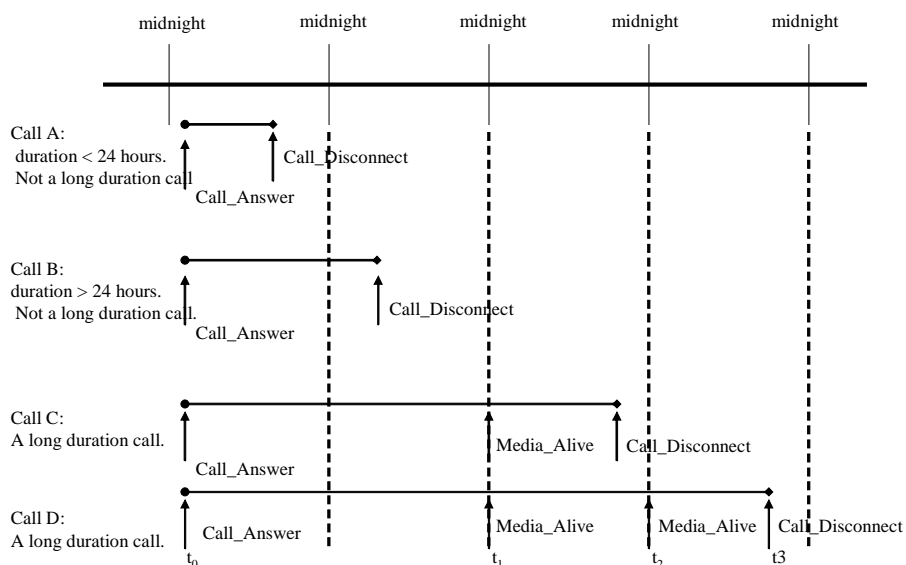 midnight midnight midnight midnight midnight
Call A:
duration < 24 hours.
Not a long duration call
Call_Disconnect
Call_Answer
Call B:
duration > 24 hours.
Not a long duration call.
Call_Disconnect
Call_Answer
Call C:
A long duration call.
Media_Alive
Call_Disconnect
Call_Answer
Call D:
A long duration call.
Call_Answer
Media_Alive
Media_Alive
Call_Disconnect
t₀ t₁ t₂ t3